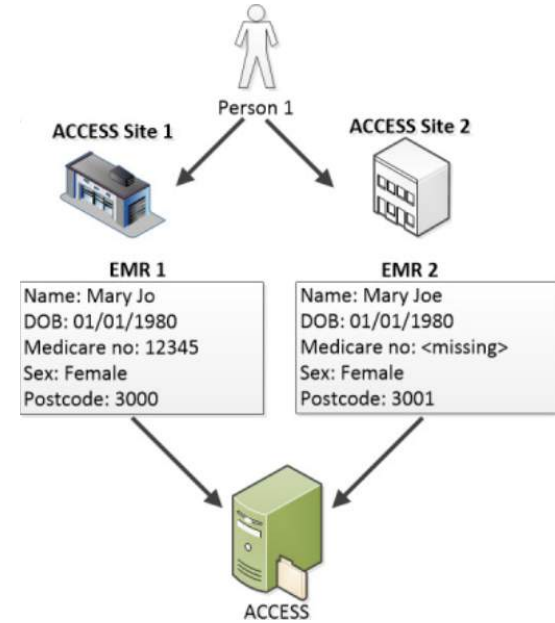 Person 1
ACCESS Site 1
ACCESS Site 2
EMR 1
Name: Mary Jo
DOB: 01/01/1980
Medicare no: 12345
Sex: Female
Postcode: 3000
EMR 2
Name: Mary Joe
DOB: 01/01/1980
Medicare no: <missing>
Sex: Female
Postcode: 3001
ACCESS